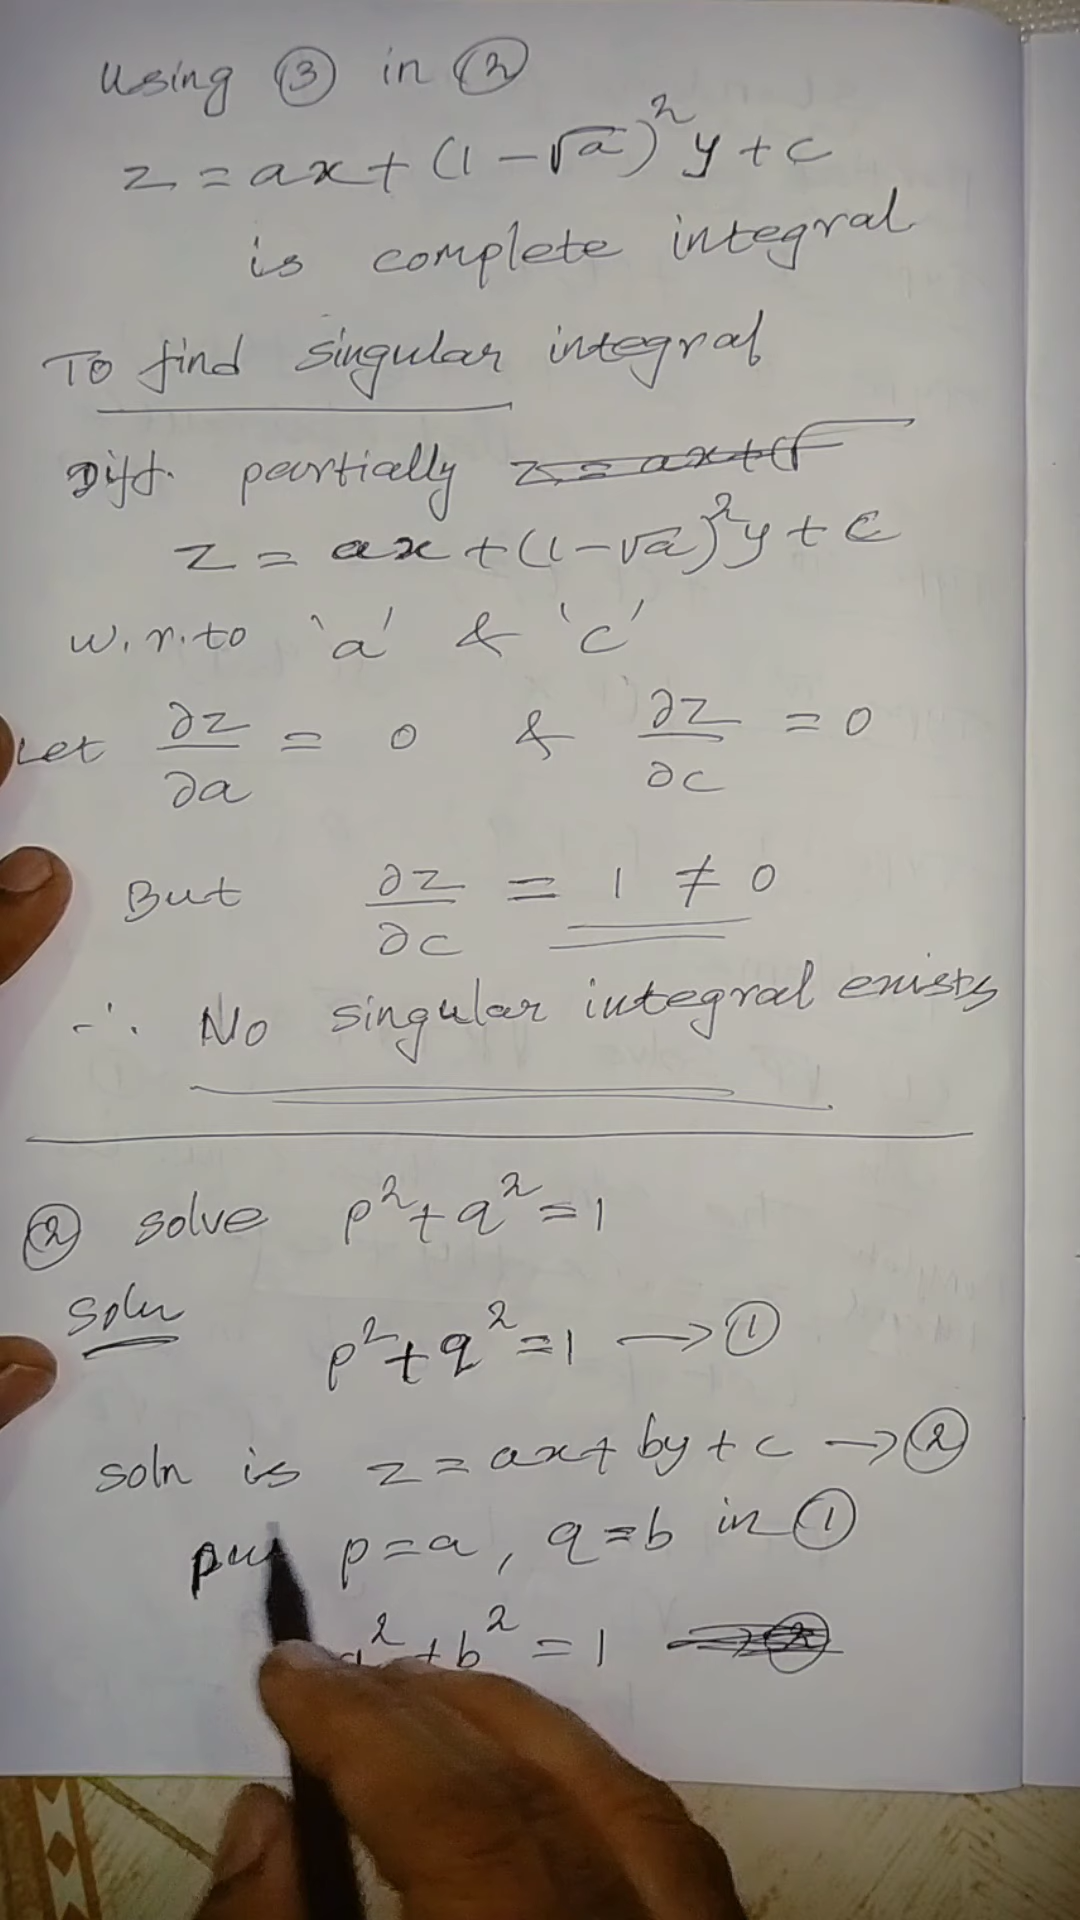 Using ③ in ②
z = ax + (1 - √a)² y + c
is complete integral
To find singular integral
Diff. partially
z = ax + (1 - √a)² y + c
w.r.to 'a' & 'c'
Let ∂z/∂a = 0 & ∂z/∂c = 0
But ∂z/∂c = 1 ≠ 0
∴ No singular integral exists
② solve p² + q² = 1
Soln
p² + q² = 1 → ①
soln is z = ax + by + c → ②
put p = a, q = b in ①
a² + b² = 1